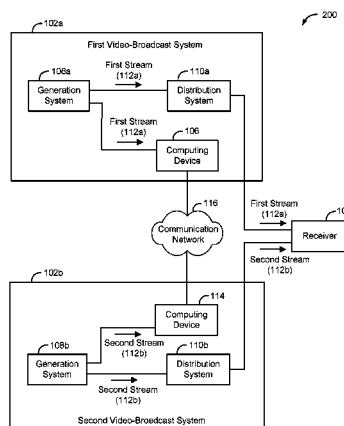 200
102a
First Video-Broadcast System
First Stream
(112a)
108a
110a
Generation
System
Distribution
System
First Stream
(112a)
106
Computing
Device
116
Communication
Network
First Stream
(112a)
Receiver
Second Stream
(112b)
102b
114
Computing
Device
Second Stream
(112b)
108b
110b
Generation
System
Distribution
System
Second Stream
(112b)
Second Video-Broadcast System